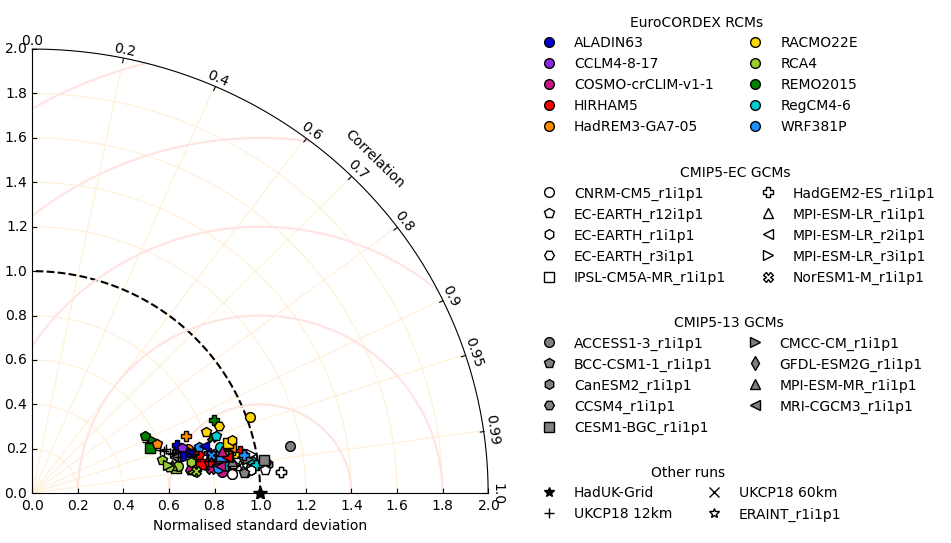 0.0
0.2
0.4
0.6
0.7
0.8
0.9
0.95
0.99
1.0
Correlation
2.0
1.8
1.6
1.4
1.2
1.0
0.8
0.6
0.4
0.2
0.0
0.0 0.2 0.4 0.6 0.8 1.0 1.2 1.4 1.6 1.8 2.0
Normalised standard deviation
EuroCORDEX RCMs
ALADIN63 RACMO22E
CCLM4-8-17 RCA4
COSMO-crCLIM-v1-1 REMO2015
HIRHAM5 RegCM4-6
HadREM3-GA7-05 WRF381P
CMIP5-EC GCMs
CNRM-CM5_r1i1p1 HadGEM2-ES_r1i1p1
EC-EARTH_r12i1p1 MPI-ESM-LR_r1i1p1
EC-EARTH_r1i1p1 MPI-ESM-LR_r2i1p1
EC-EARTH_r3i1p1 MPI-ESM-LR_r3i1p1
IPSL-CM5A-MR_r1i1p1 NorESM1-M_r1i1p1
CMIP5-13 GCMs
ACCESS1-3_r1i1p1 CMCC-CM_r1i1p1
BCC-CSM1-1_r1i1p1 GFDL-ESM2G_r1i1p1
CanESM2_r1i1p1 MPI-ESM-MR_r1i1p1
CCSM4_r1i1p1 MRI-CGCM3_r1i1p1
CESM1-BGC_r1i1p1
Other runs
HadUK-Grid UKCP18 60km
UKCP18 12km ERAINT_r1i1p1